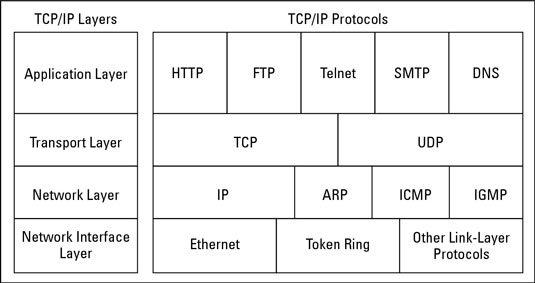 TCP/IP Layers
TCP/IP Protocols
Application Layer
HTTP
FTP
Telnet
SMTP
DNS
Transport Layer
TCP
UDP
Network Layer
IP
ARP
ICMP
IGMP
Network Interface
Layer
Ethernet
Token Ring
Other Link-Layer
Protocols